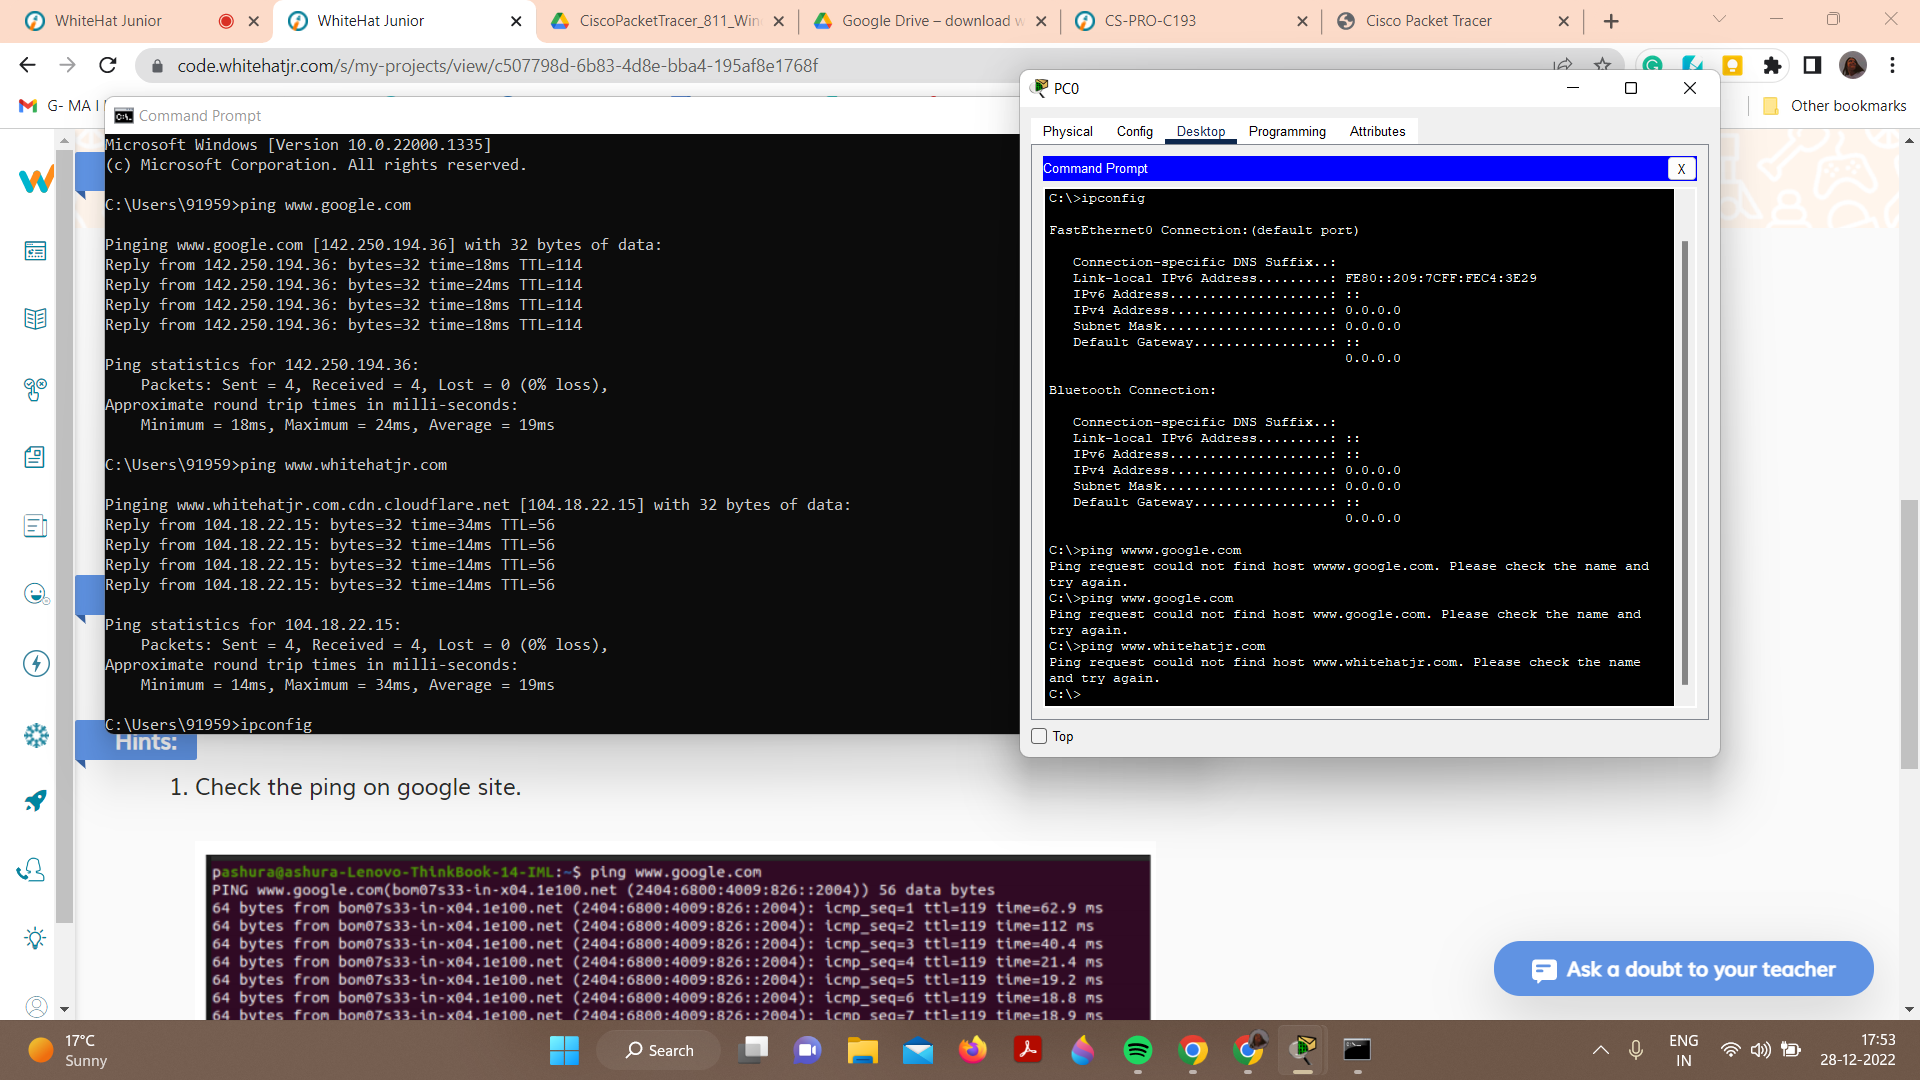 WhiteHat Junior
WhiteHat Junior
CiscoPacketTracer_811_Win
Google Drive – download w
CS-PRO-C193
Cisco Packet Tracer
code.whitehatjr.com/s/my-projects/view/c507798d-6b83-4d8e-bba4-195af8e1768f
G- MA I
Other bookmarks
Command Prompt
Microsoft Windows [Version 10.0.22000.1335]
(c) Microsoft Corporation. All rights reserved.
C:\Users\91959>ping www.google.com
Pinging www.google.com [142.250.194.36] with 32 bytes of data:
Reply from 142.250.194.36: bytes=32 time=18ms TTL=114
Reply from 142.250.194.36: bytes=32 time=24ms TTL=114
Reply from 142.250.194.36: bytes=32 time=18ms TTL=114
Reply from 142.250.194.36: bytes=32 time=18ms TTL=114
Ping statistics for 142.250.194.36:
Packets: Sent = 4, Received = 4, Lost = 0 (0% loss),
Approximate round trip times in milli-seconds:
Minimum = 18ms, Maximum = 24ms, Average = 19ms
C:\Users\91959>ping www.whitehatjr.com
Pinging www.whitehatjr.com.cdn.cloudflare.net [104.18.22.15] with 32 bytes of data:
Reply from 104.18.22.15: bytes=32 time=34ms TTL=56
Reply from 104.18.22.15: bytes=32 time=14ms TTL=56
Reply from 104.18.22.15: bytes=32 time=14ms TTL=56
Reply from 104.18.22.15: bytes=32 time=14ms TTL=56
Ping statistics for 104.18.22.15:
Packets: Sent = 4, Received = 4, Lost = 0 (0% loss),
Approximate round trip times in milli-seconds:
Minimum = 14ms, Maximum = 34ms, Average = 19ms
C:\Users\91959>ipconfig
PC0
Physical Config Desktop Programming Attributes
Command Prompt
X
C:\>ipconfig
FastEthernet0 Connection:(default port)
Connection-specific DNS Suffix..:
Link-local IPv6 Address.........: FE80::209:7CFF:FEC4:3E29
IPv6 Address....................: ::
IPv4 Address....................: 0.0.0.0
Subnet Mask.....................: 0.0.0.0
Default Gateway.................: ::
0.0.0.0
Bluetooth Connection:
Connection-specific DNS Suffix..:
Link-local IPv6 Address.........: ::
IPv6 Address....................: ::
IPv4 Address....................: 0.0.0.0
Subnet Mask.....................: 0.0.0.0
Default Gateway.................: ::
0.0.0.0
C:\>ping wwww.google.com
Ping request could not find host wwww.google.com. Please check the name and
try again.
C:\>ping www.google.com
Ping request could not find host www.google.com. Please check the name and
try again.
C:\>ping www.whitehatjr.com
Ping request could not find host www.whitehatjr.com. Please check the name
and try again.
C:\>
Top
Hints:
1. Check the ping on google site.
pashura@ashura-Lenovo-ThinkBook-14-IML:~$ ping www.google.com
PING www.google.com(bom07s33-in-x04.1e100.net (2404:6800:4009:826::2004)) 56 data bytes
64 bytes from bom07s33-in-x04.1e100.net (2404:6800:4009:826::2004): icmp_seq=1 ttl=119 time=62.9 ms
64 bytes from bom07s33-in-x04.1e100.net (2404:6800:4009:826::2004): icmp_seq=2 ttl=119 time=112 ms
64 bytes from bom07s33-in-x04.1e100.net (2404:6800:4009:826::2004): icmp_seq=3 ttl=119 time=40.4 ms
64 bytes from bom07s33-in-x04.1e100.net (2404:6800:4009:826::2004): icmp_seq=4 ttl=119 time=21.4 ms
64 bytes from bom07s33-in-x04.1e100.net (2404:6800:4009:826::2004): icmp_seq=5 ttl=119 time=19.2 ms
64 bytes from bom07s33-in-x04.1e100.net (2404:6800:4009:826::2004): icmp_seq=6 ttl=119 time=18.8 ms
64 bytes from bom07s33-in-x04.1e100.net (2404:6800:4009:826::2004): icmp_seq=7 ttl=119 time=18.9 ms
Ask a doubt to your teacher
17°C
Sunny
Search
ENG
IN
17:53
28-12-2022